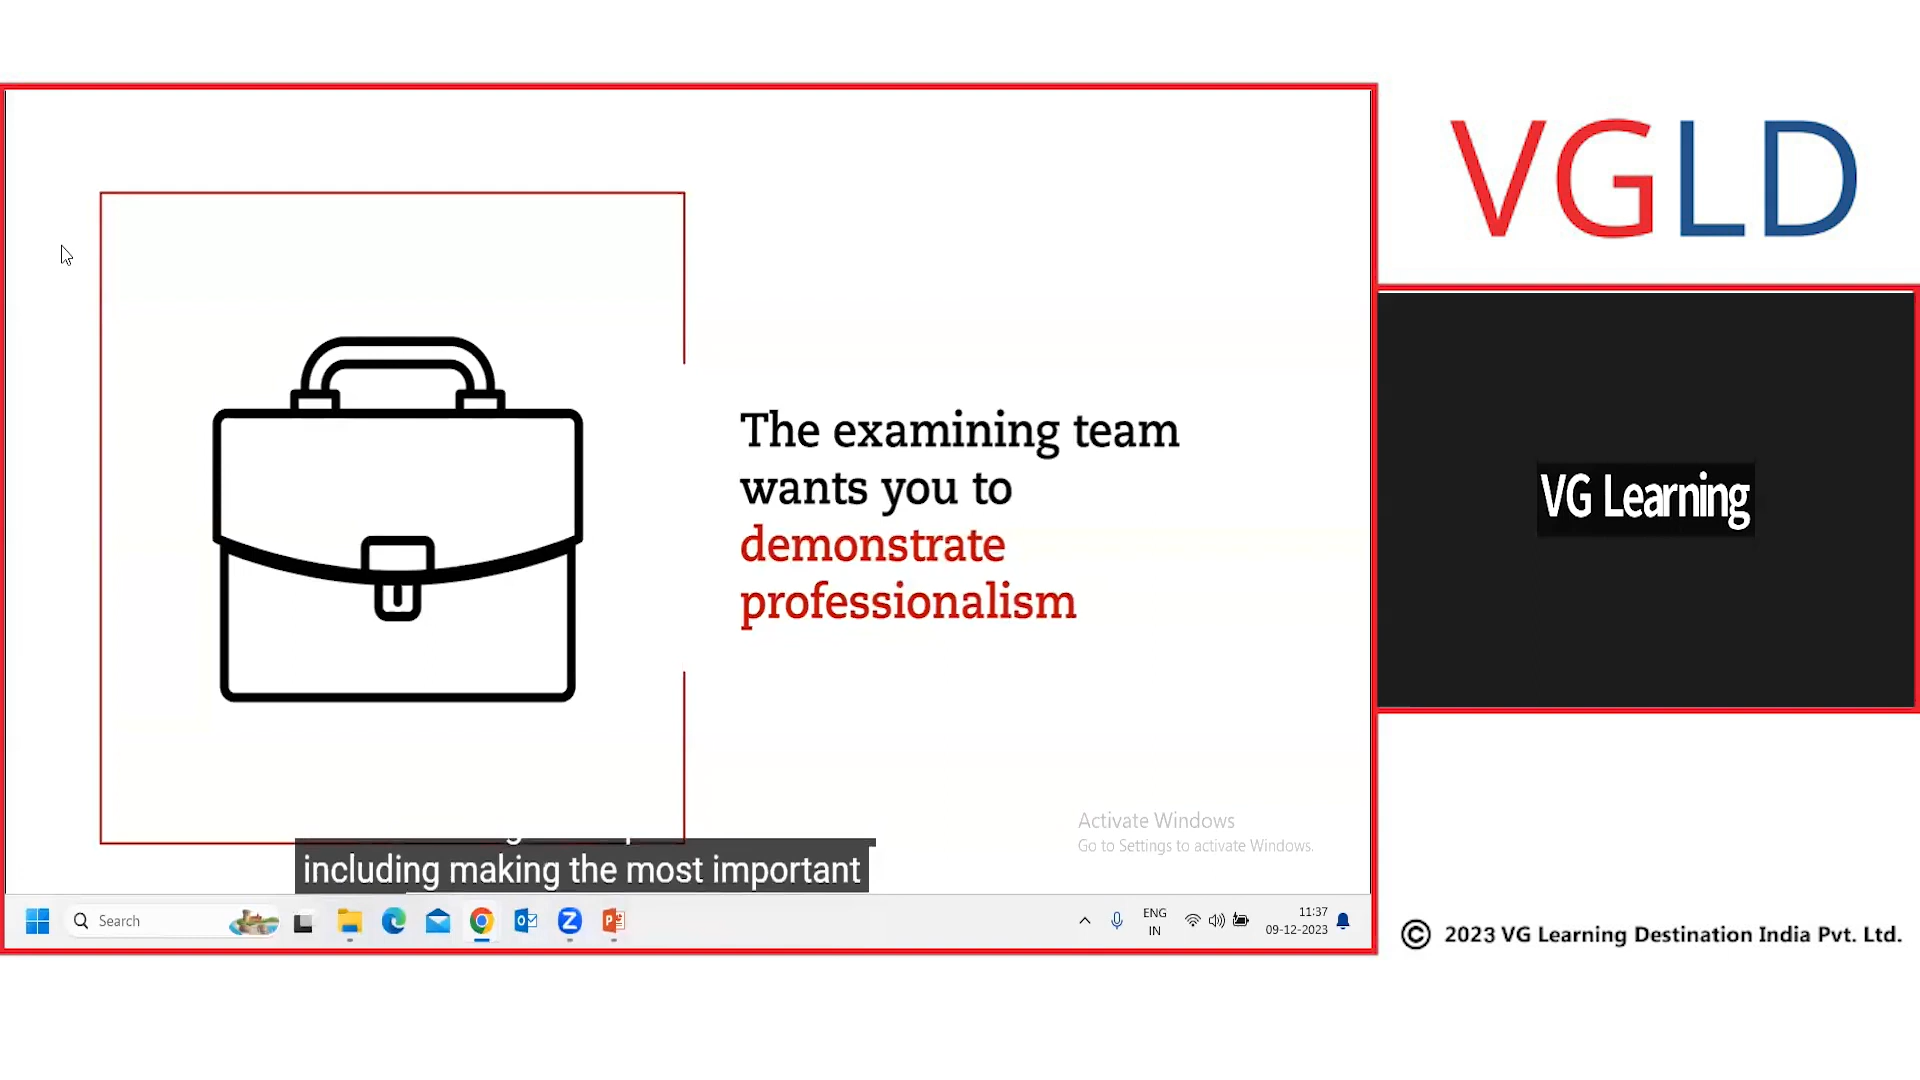 VGLD
The examining team
wants you to
demonstrate
professionalism
VG Learning
Activate Windows
Go to Settings to activate Windows.
including making the most important
Search
ENG
IN
11:37
09-12-2023
© 2023 VG Learning Destination India Pvt. Ltd.